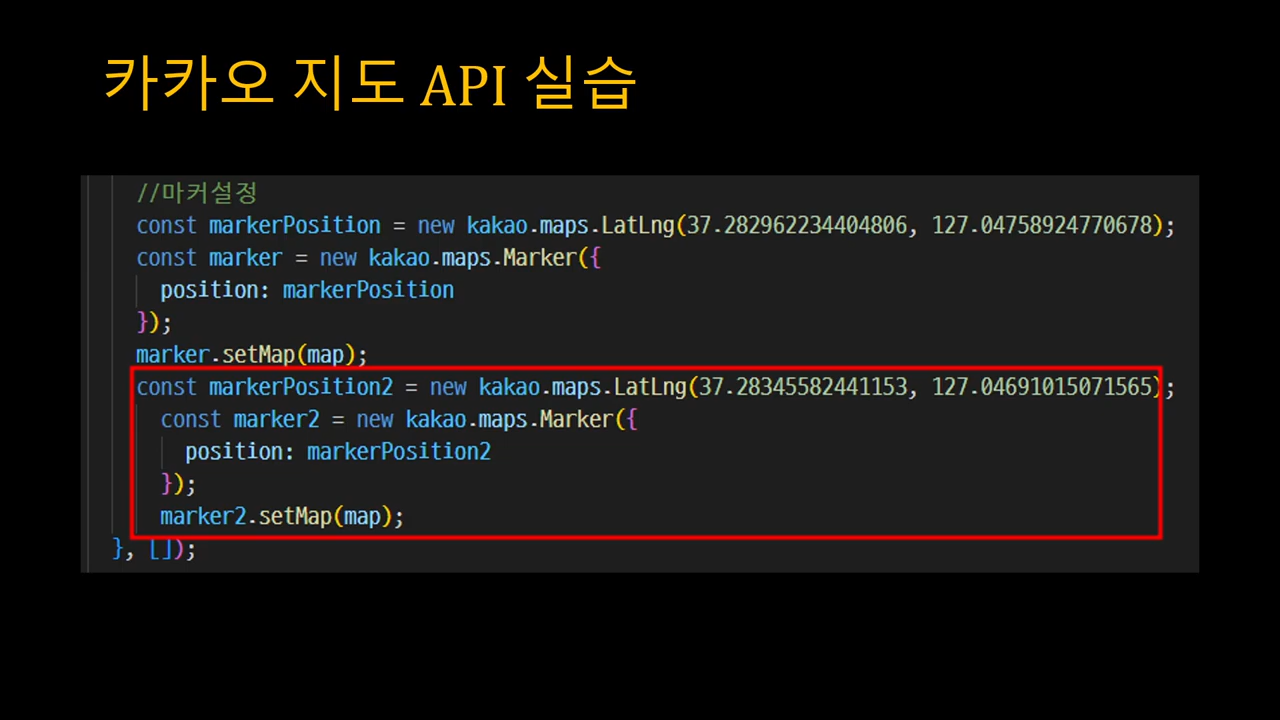 카카오 지도 API 실습
//마커설정
const markerPosition = new kakao.maps.LatLng(37.282962234404806, 127.04758924770678);
const marker = new kakao.maps.Marker({
position: markerPosition
});
marker.setMap(map);
const markerPosition2 = new kakao.maps.LatLng(37.28345582441153, 127.04691015071565);
const marker2 = new kakao.maps.Marker({
position: markerPosition2
});
marker2.setMap(map);
}, []);